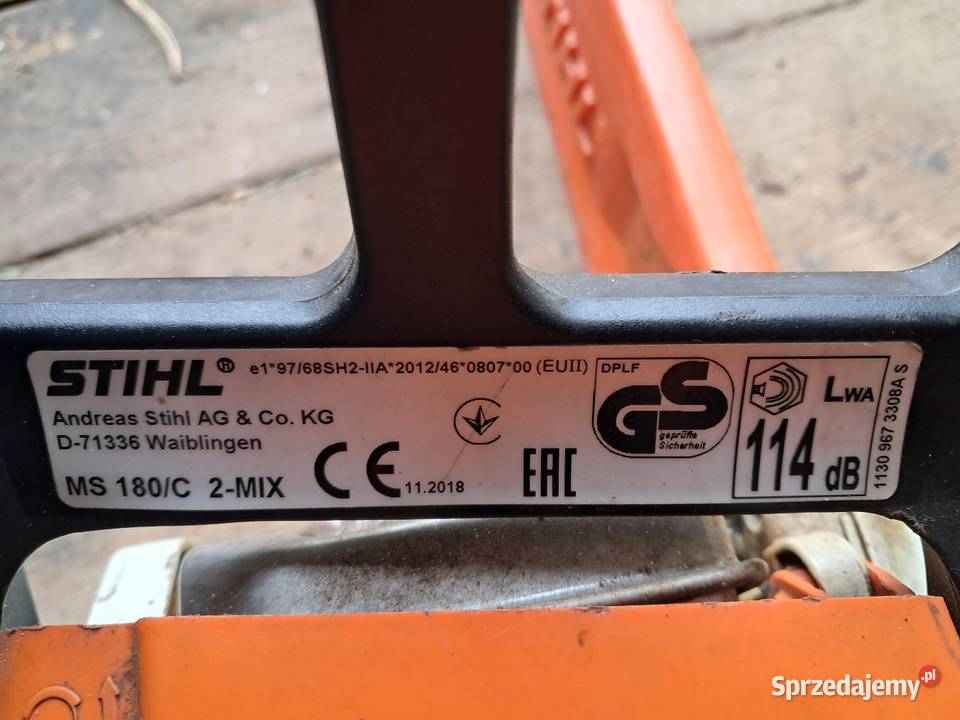 STIHL® e1*97/68SH2-IIA*2012/46*0807*00 (EUII)
Andreas Stihl AG & Co. KG
D-71336 Waiblingen
MS 180/C 2-MIX
CE 11.2018
EAC
DPLF
GS
geprüfte
Sicherheit
LWA
114 dB
1130 967 3308A S
Sprzedajemy.pl